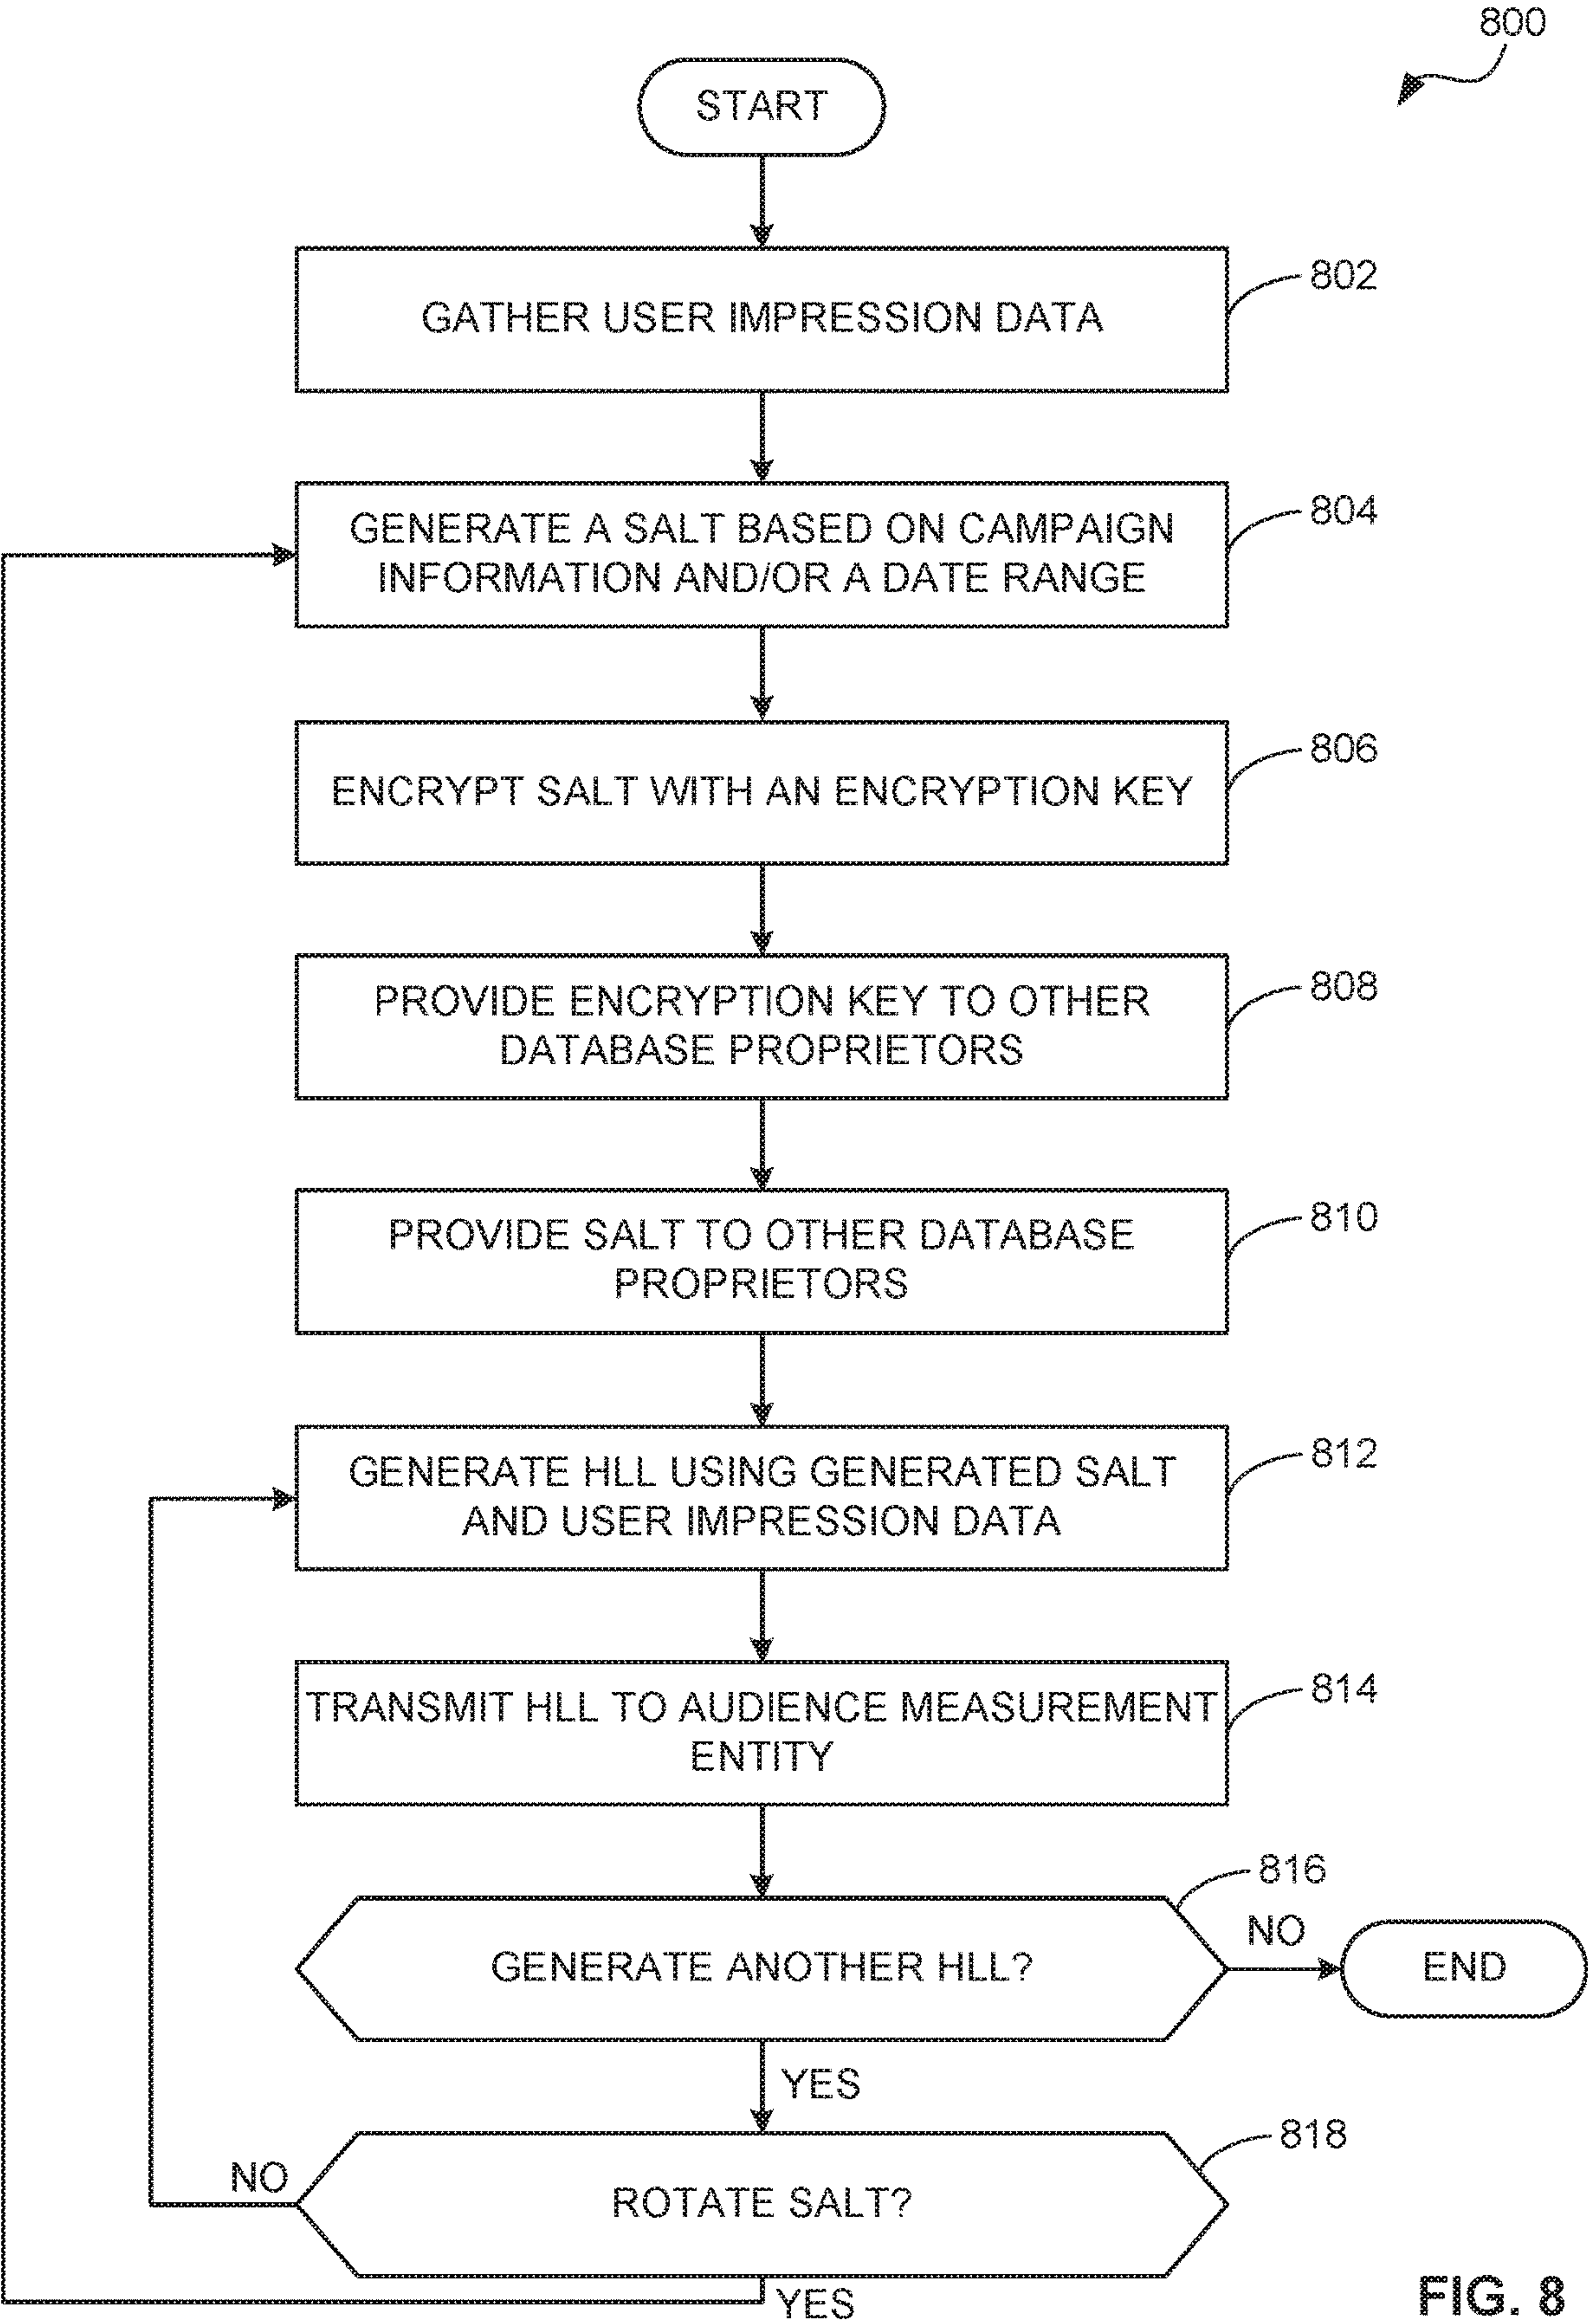 800
START
GATHER USER IMPRESSION DATA
802
GENERATE A SALT BASED ON CAMPAIGN
INFORMATION AND/OR A DATE RANGE
804
ENCRYPT SALT WITH AN ENCRYPTION KEY
806
PROVIDE ENCRYPTION KEY TO OTHER
DATABASE PROPRIETORS
808
PROVIDE SALT TO OTHER DATABASE
PROPRIETORS
810
GENERATE HLL USING GENERATED SALT
AND USER IMPRESSION DATA
812
TRANSMIT HLL TO AUDIENCE MEASUREMENT
ENTITY
814
GENERATE ANOTHER HLL?
816
NO
END
YES
ROTATE SALT?
818
NO
YES
FIG. 8